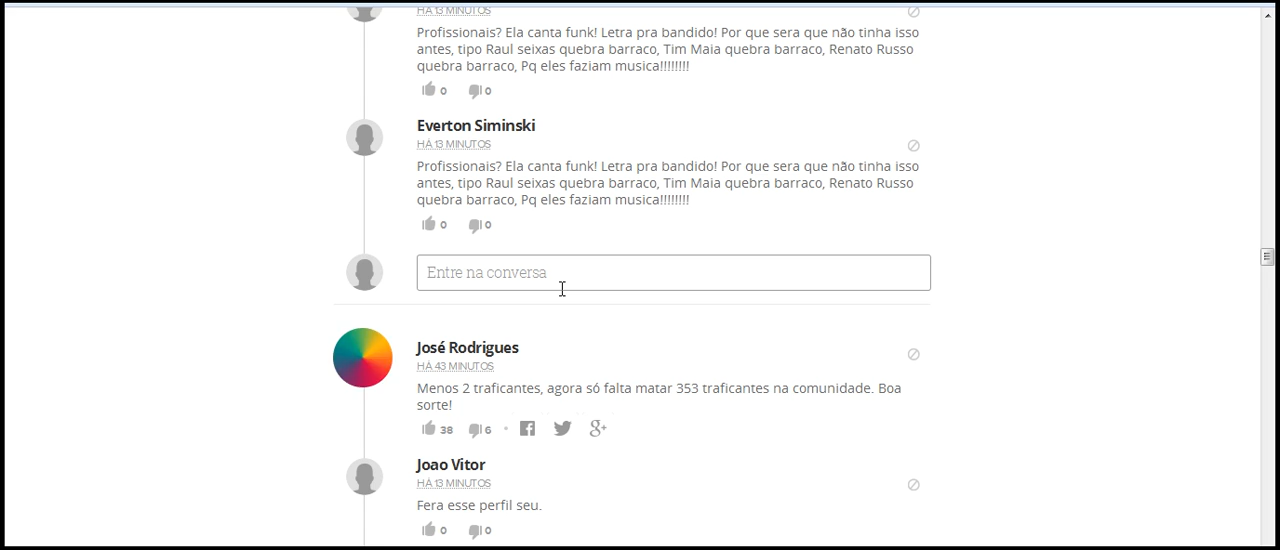 HÁ 13 MINUTOS
Profissionais? Ela canta funk! Letra pra bandido! Por que sera que não tinha isso
antes, tipo Raul seixas quebra barraco, Tim Maia quebra barraco, Renato Russo
quebra barraco, Pq eles faziam musica!!!!!!!!
0 0
Everton Siminski
HÁ 13 MINUTOS
Profissionais? Ela canta funk! Letra pra bandido! Por que sera que não tinha isso
antes, tipo Raul seixas quebra barraco, Tim Maia quebra barraco, Renato Russo
quebra barraco, Pq eles faziam musica!!!!!!!!
0 0
Entre na conversa
José Rodrigues
HÁ 43 MINUTOS
Menos 2 traficantes, agora só falta matar 353 traficantes na comunidade. Boa
sorte!
38 6
Joao Vitor
HÁ 13 MINUTOS
Fera esse perfil seu.
0 0